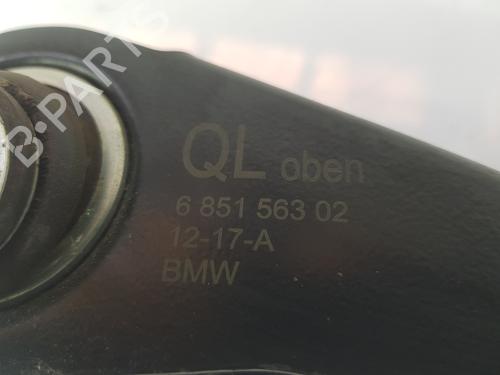 B-PARTS
QL oben
6 851 563 02
12-17-A
BMW